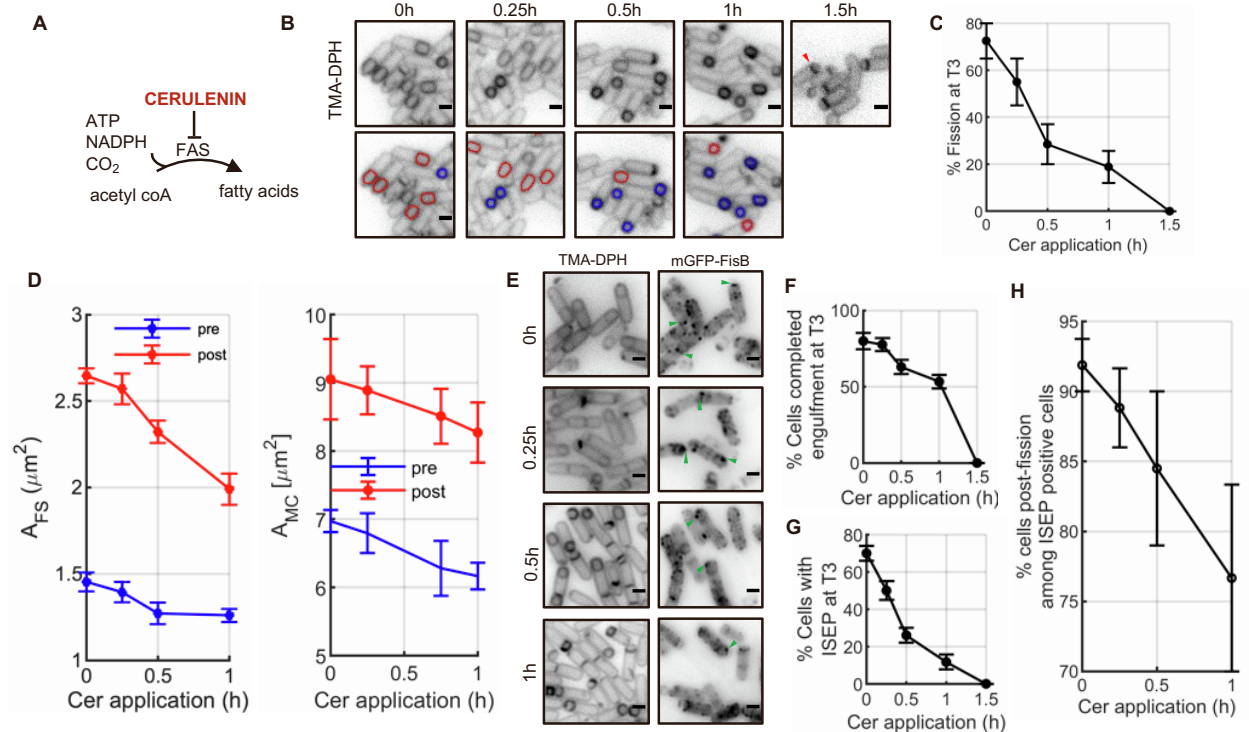 A
CERULENIN
ATP
NADPH
CO2
FAS
acetyl coA
fatty acids
B
0h
0.25h
0.5h
1h
1.5h
TMA-DPH
C
% Fission at T3
80
60
40
20
0
0
0.5
1
1.5
Cer application (h)
D
AFS (μm2)
3
2.5
2
1.5
1
pre
post
0
0.5
1
Cer application (h)
AMC [μm2]
10
9
8
7
6
5
pre
post
0
0.5
1
Cer application (h)
E
TMA-DPH
mGFP-FisB
0h
0.25h
0.5h
1h
F
% Cells completed
engulfment at T3
100
50
0
0
0.5
1
1.5
Cer application (h)
G
% Cells with
ISEP at T3
80
60
40
20
0
0
0.5
1
1.5
Cer application (h)
H
% cells post-fission
among ISEP positive cells
95
90
85
80
75
70
0
0.5
1
Cer application (h)